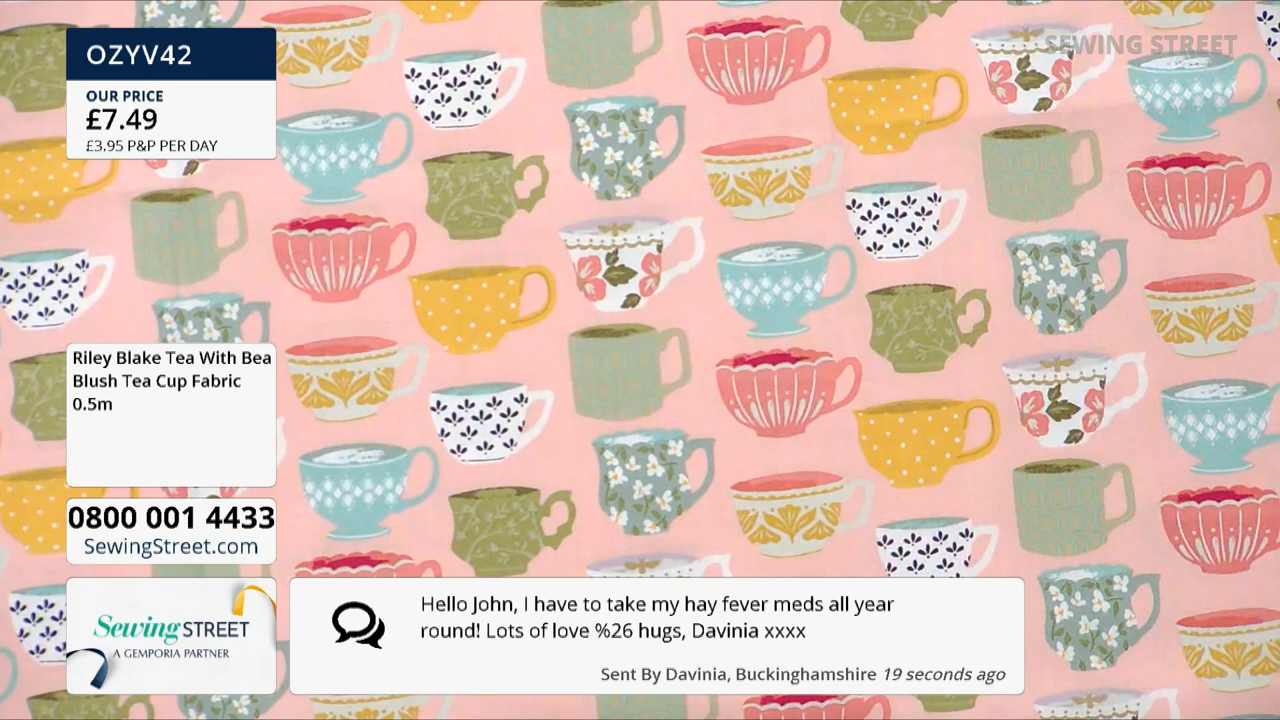 OZYV42
OUR PRICE
£7.49
£3.95 P&P PER DAY
SEWING STREET
Riley Blake Tea With Bea
Blush Tea Cup Fabric
0.5m
0800 001 4433
SewingStreet.com
Sewing STREET
A GEMPORIA PARTNER
Hello John, I have to take my hay fever meds all year
round! Lots of love %26 hugs, Davinia xxxx
Sent By Davinia, Buckinghamshire 19 seconds ago